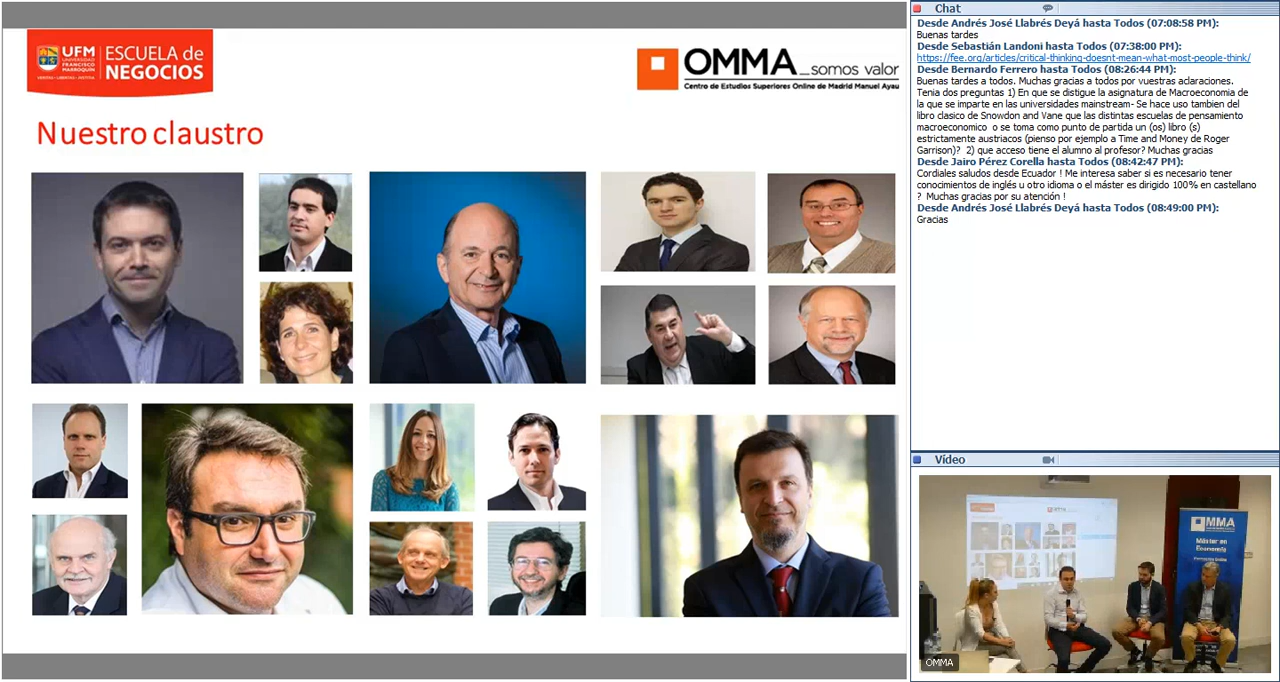 UFM
UNIVERSIDAD
FRANCISCO
MARROQUÍN
VERITAS · LIBERTAS · JUSTITIA
ESCUELA de
NEGOCIOS
OMMA_somos valor
Centro de Estudios Superiores Online de Madrid Manuel Ayau
Nuestro claustro
Chat
Desde Andrés José Llabrés Deyá hasta Todos (07:08:58 PM):
Buenas tardes
Desde Sebastián Landoni hasta Todos (07:38:00 PM):
https://fee.org/articles/critical-thinking-doesnt-mean-what-most-people-think/
Desde Bernardo Ferrero hasta Todos (08:26:44 PM):
Buenas tardes a todos. Muchas gracias a todos por vuestras aclaraciones.
Tenia dos preguntas 1) En que se distigue la asignatura de Macroeconomia de
la que se imparte en las universidades mainstream- Se hace uso tambien del
libro clasico de Snowdon and Vane que las distintas escuelas de pensamiento
macroeconomico o se toma como punto de partida un (os) libro (s)
estrictamente austriacos (pienso por ejemplo a Time and Money de Roger
Garrison)? 2) que acceso tiene el alumno al profesor? Muchas gracias
Desde Jairo Pérez Corella hasta Todos (08:42:47 PM):
Cordiales saludos desde Ecuador ! Me interesa saber si es necesario tener
conocimientos de inglés u otro idioma o el máster es dirigido 100% en castellano
? Muchas gracias por su atención !
Desde Andrés José Llabrés Deyá hasta Todos (08:49:00 PM):
Gracias
Vídeo
OMMA
Máster en
Economía
OMMA